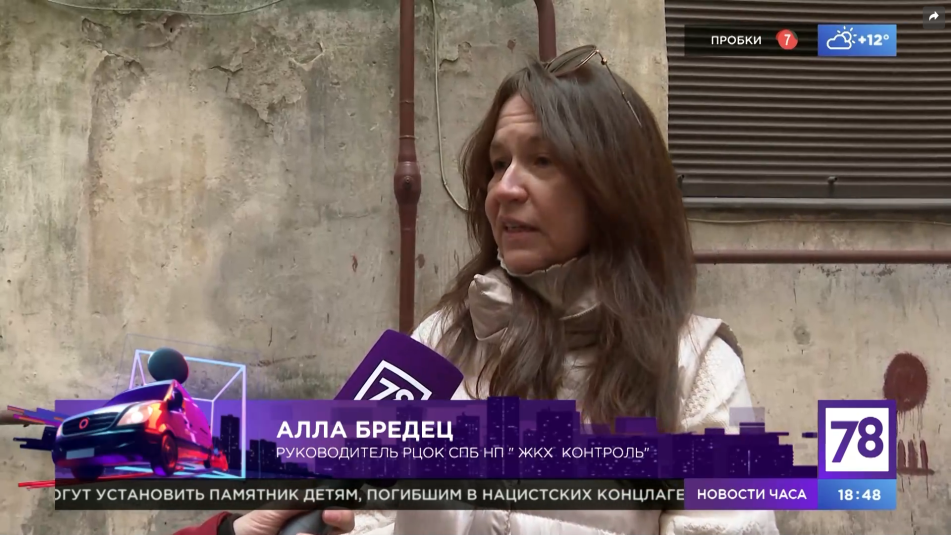 ПРОБКИ 7 +12°
78
АЛЛА БРЕДЕЦ
РУКОВОДИТЕЛЬ РЦОК СПБ НП " ЖКХ КОНТРОЛЬ"
78
ОГУТ УСТАНОВИТЬ ПАМЯТНИК ДЕТЯМ, ПОГИБШИМ В НАЦИСТСКИХ КОНЦЛАГЕ
НОВОСТИ ЧАСА 18:48